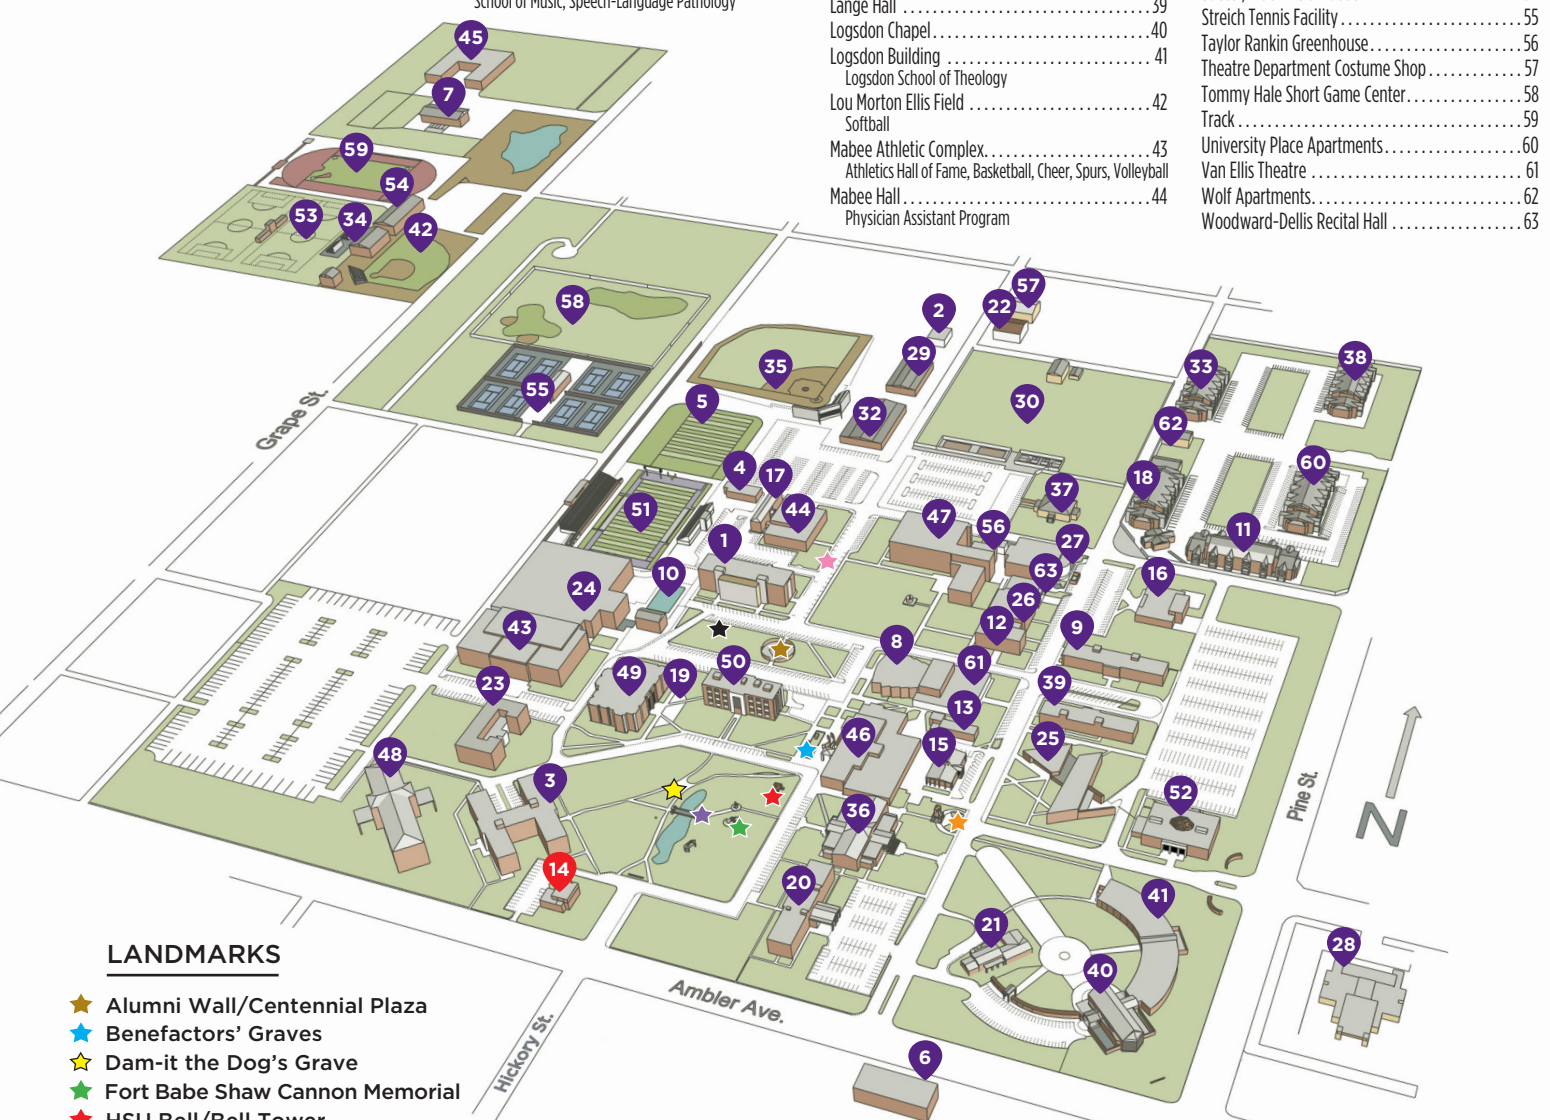 School of Music, Speech-Language Pathology
Lange Hall 39
Logsdon Chapel 40
Logsdon Building 41
Logsdon School of Theology
Lou Morton Ellis Field 42
Softball
Mabee Athletic Complex 43
Athletics Hall of Fame, Basketball, Cheer, Spurs, Volleyball
Mabee Hall 44
Physician Assistant Program
Streich Tennis Facility 55
Taylor Rankin Greenhouse 56
Theatre Department Costume Shop 57
Tommy Hale Short Game Center 58
Track 59
University Place Apartments 60
Van Ellis Theatre 61
Wolf Apartments 62
Woodward-Dellis Recital Hall 63
45
7
59
54
53
34
42
58
55
Grape St.
57
22
2
29
35
5
32
30
33
38
62
18
60
11
4
17
51
44
1
47
56
37
27
63
26
12
16
9
10
24
43
8
61
50
49
19
23
39
13
46
15
25
48
3
52
36
14
20
41
21
40
28
6
Pine St.
N
Ambler Ave.
Hickory St.
LANDMARKS
Alumni Wall/Centennial Plaza
Benefactors' Graves
Dam-it the Dog's Grave
Fort Babe Shaw Cannon Memorial
HSU Bell/Bell Tower